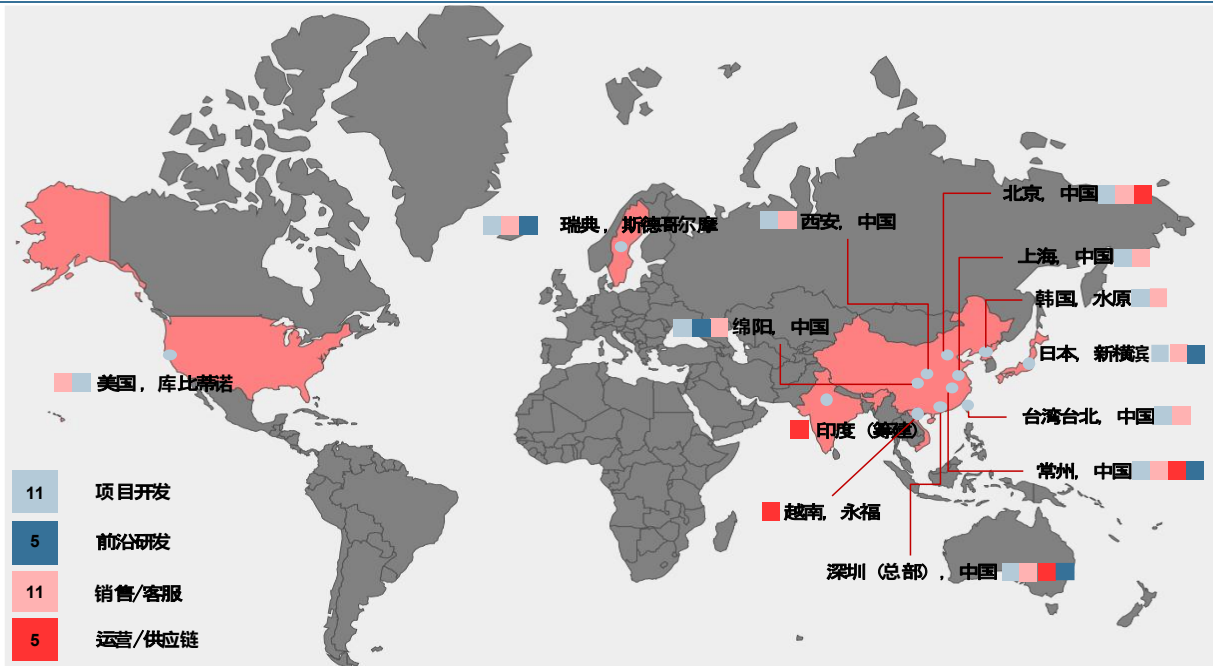 北京, 中国
瑞典, 斯德哥尔摩
西安, 中国
上海, 中国
韩国, 水原
绵阳, 中国
日本, 新横滨
美国, 库比蒂诺
台湾台北, 中国
印度 (筹建)
常州, 中国
越南, 永福
深圳 (总部) , 中国
11 项目开发
5 前沿研发
11 销售/客服
5 运营/供应链